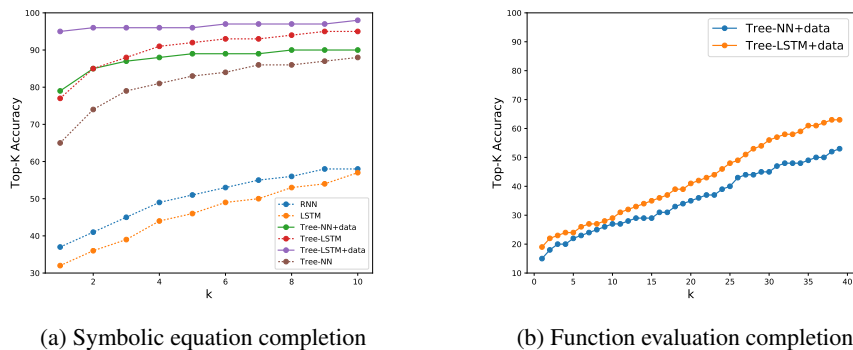 100
90
80
70
60
50
40
30
2
4
6
8
10
Top-K Accuracy
k
RNN
LSTM
Tree-NN+data
Tree-LSTM
Tree-LSTM+data
Tree-NN
(a) Symbolic equation completion
100
90
80
70
60
50
40
30
20
10
0
5
10
15
20
25
30
35
40
Top-K Accuracy
k
Tree-NN+data
Tree-LSTM+data
(b) Function evaluation completion